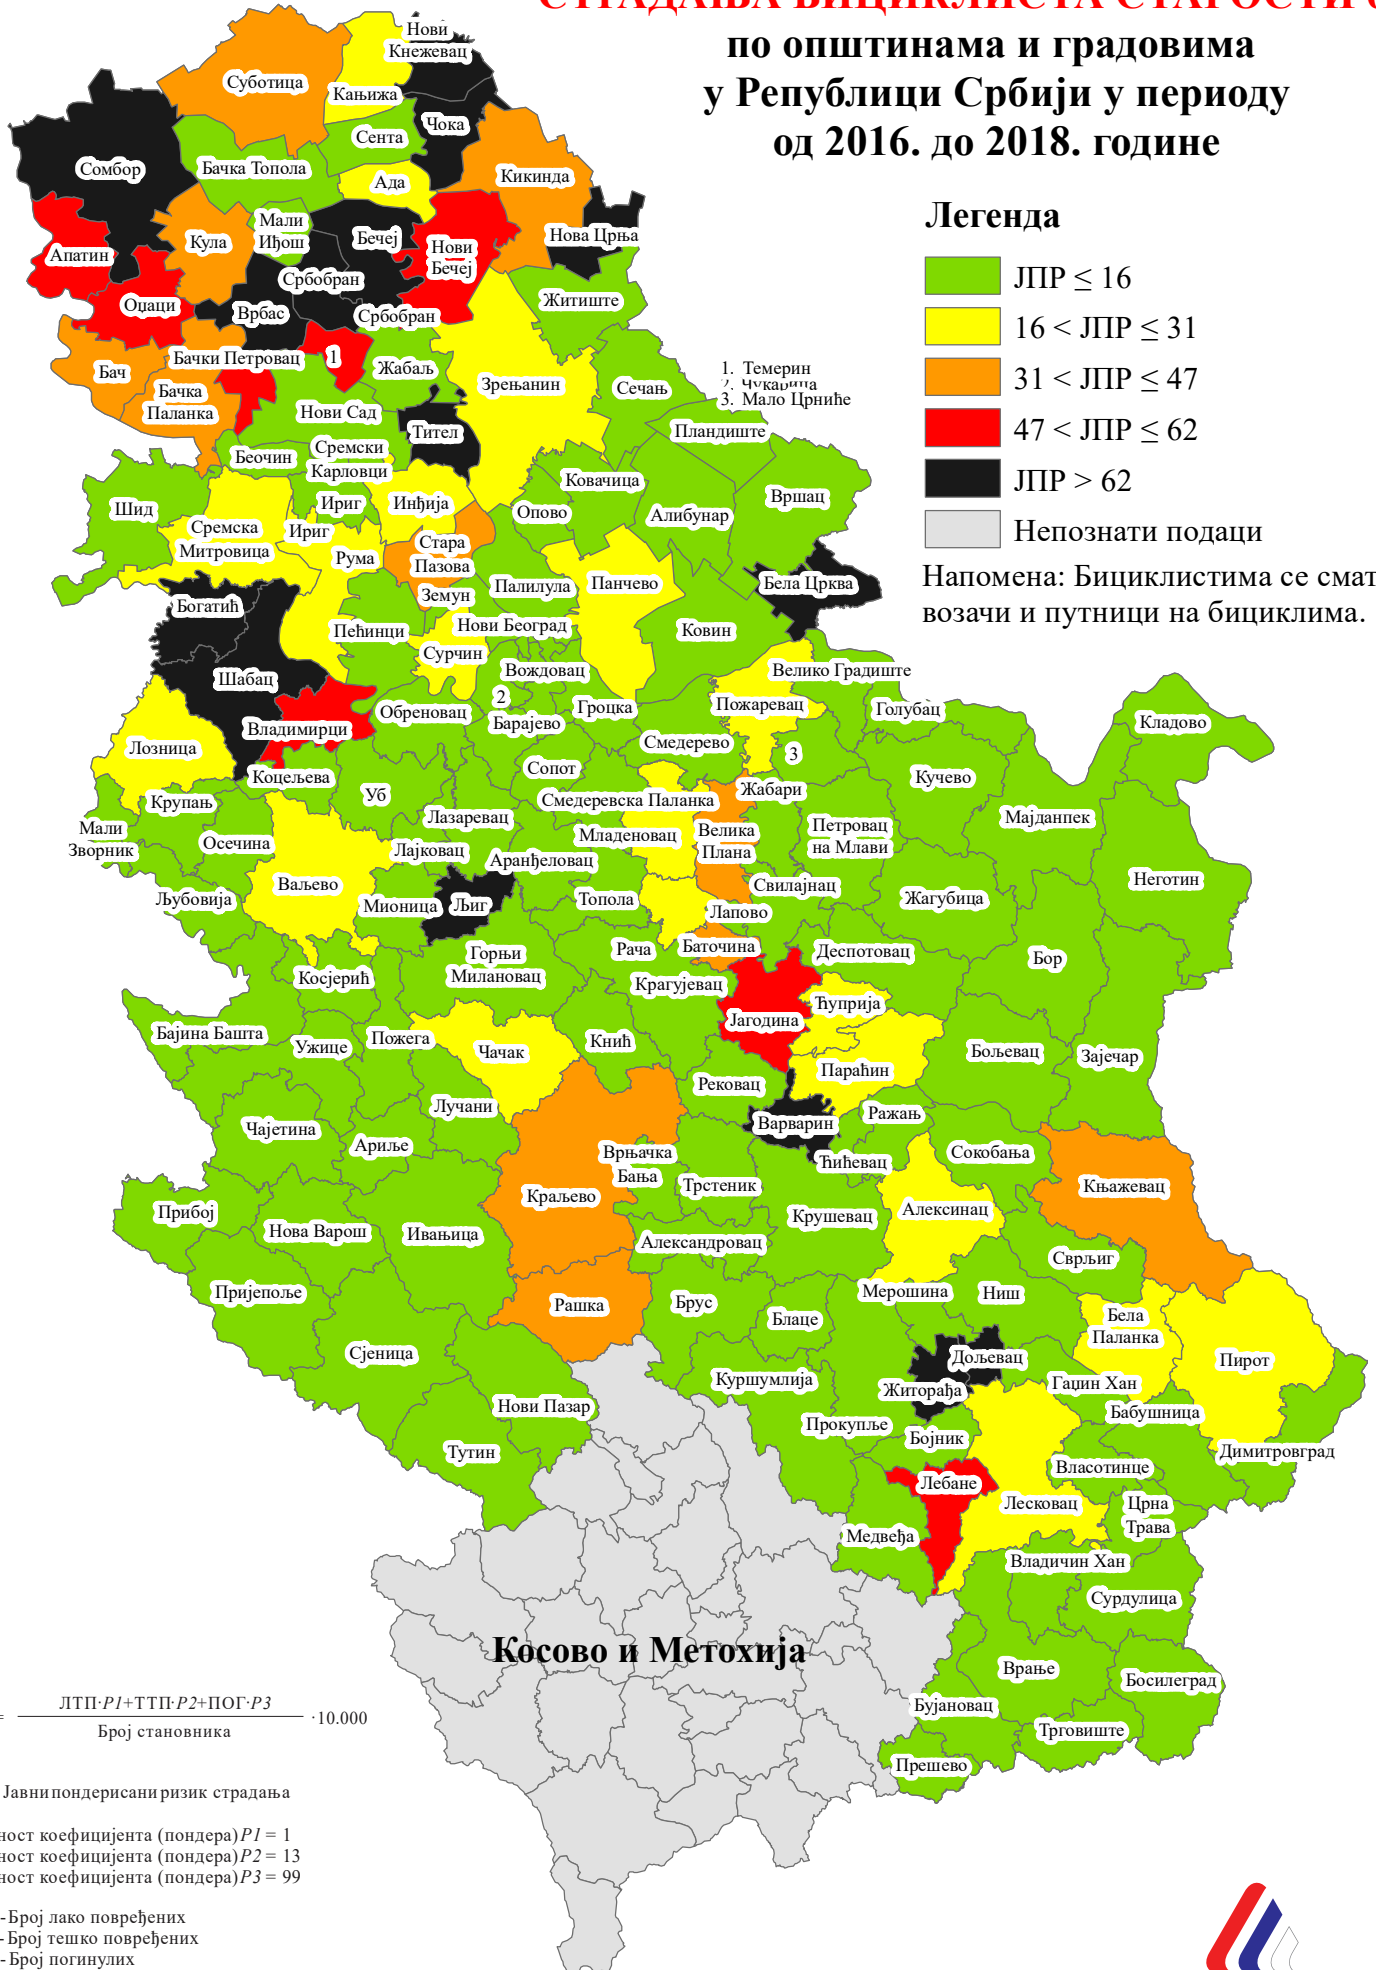 СТРАДАЊА БИЦИКЛИСТА СТАРОСТИ
по општинама и градовима
у Републици Србији у периоду
од 2016. до 2018. године
Легенда
ЈПР ≤ 16
16 < ЈПР ≤ 31
31 < ЈПР ≤ 47
47 < ЈПР ≤ 62
ЈПР > 62
Непознати подаци
Напомена: Бициклистима се смат
возачи и путници на бициклима.
1. Темерин
2. Чукарица
3. Мало Црниће
Нови
Кнежевац
Суботица
Кањижа
Чока
Сента
Сомбор
Бачка Топола
Ада
Кикинда
Мали
Иђош
Апатин
Кула
Бечеј
Нови
Бечеј
Нова Црња
Србобран
Оџаци
Врбас
Србобран
Житиште
Бачки Петровац
1
Жабаљ
Бач
Зрењанин
Сечањ
Бачка
Паланка
Нови Сад
Тител
Пландиште
Беочин
Сремски
Карловци
Ковачица
Вршац
Шид
Ириг
Инђија
Опово
Алибунар
Сремска
Митровица
Ириг
Рума
Стара
Пазова
Панчево
Бела Црква
Богатић
Земун
Палилула
Пећинци
Нови Београд
Ковин
Сурчин
Шабац
Вождовац
Велико Градиште
2
Обреновац
Барајево
Гроцка
Пожаревац
Голубац
Кладово
Владимирци
Лозница
Смедерево
3
Коцељева
Сопот
Кучево
Крупањ
Уб
Смедеревска Паланка
Жабари
Мали
Зворник
Лазаревац
Мајданпек
Осечина
Младеновац
Велика
Плана
Петровац
на Млави
Лајковац
Аранђеловац
Ваљево
Свилајнац
Неготин
Љубовија
Мионица
Љиг
Топола
Лапово
Жагубица
Горњи
Милановац
Рача
Баточина
Деспотовац
Бор
Косјерић
Крагујевац
Ћуприја
Бајина Башта
Ужице
Пожега
Чачак
Кнић
Јагодина
Бољевац
Зајечар
Параћин
Рековац
Лучани
Чајетина
Ариље
Варварин
Ражањ
Врњачка
Бања
Ћићевац
Сокобања
Краљево
Трстеник
Књажевац
Прибој
Нова Варош
Ивањица
Крушевац
Алексинац
Александровац
Сврљиг
Пријепоље
Рашка
Брус
Блаце
Мерошина
Ниш
Бела
Паланка
Пирот
Сјеница
Дољевац
Куршумлија
Житорађа
Гаџин Хан
Нови Пазар
Прокупље
Бабушница
Тутин
Бојник
Димитровград
Власотинце
Лебане
Лесковац
Црна
Трава
Медвеђа
Владичин Хан
Сурдулица
Косово и Метохија
Врање
Босилеград
Бујановац
Трговиште
Прешево
= ЛТП·P1+ТТП·P2+ПОГ·P3 ·10.000
Број становника
Јавни пондерисани ризик страдања
ност коефицијента (пондера) P1 = 1
ност коефицијента (пондера) P2 = 13
ност коефицијента (пондера) P3 = 99
- Број лако повређених
- Број тешко повређених
- Број погинулих